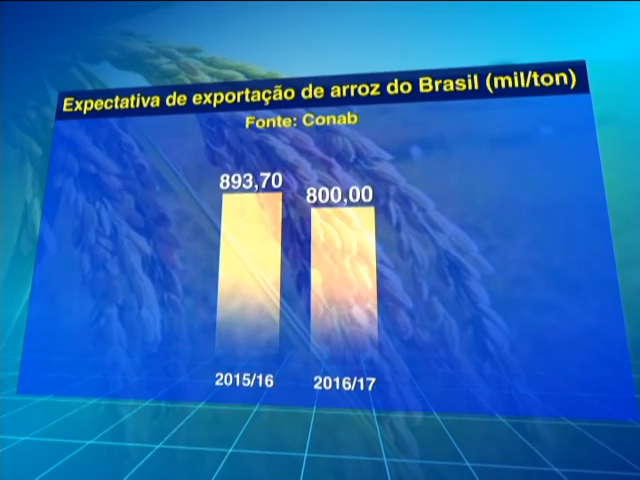 Expectativa de exportação de arroz do Brasil (mil/ton)
Fonte: Conab
893,70
800,00
2015/16
2016/17